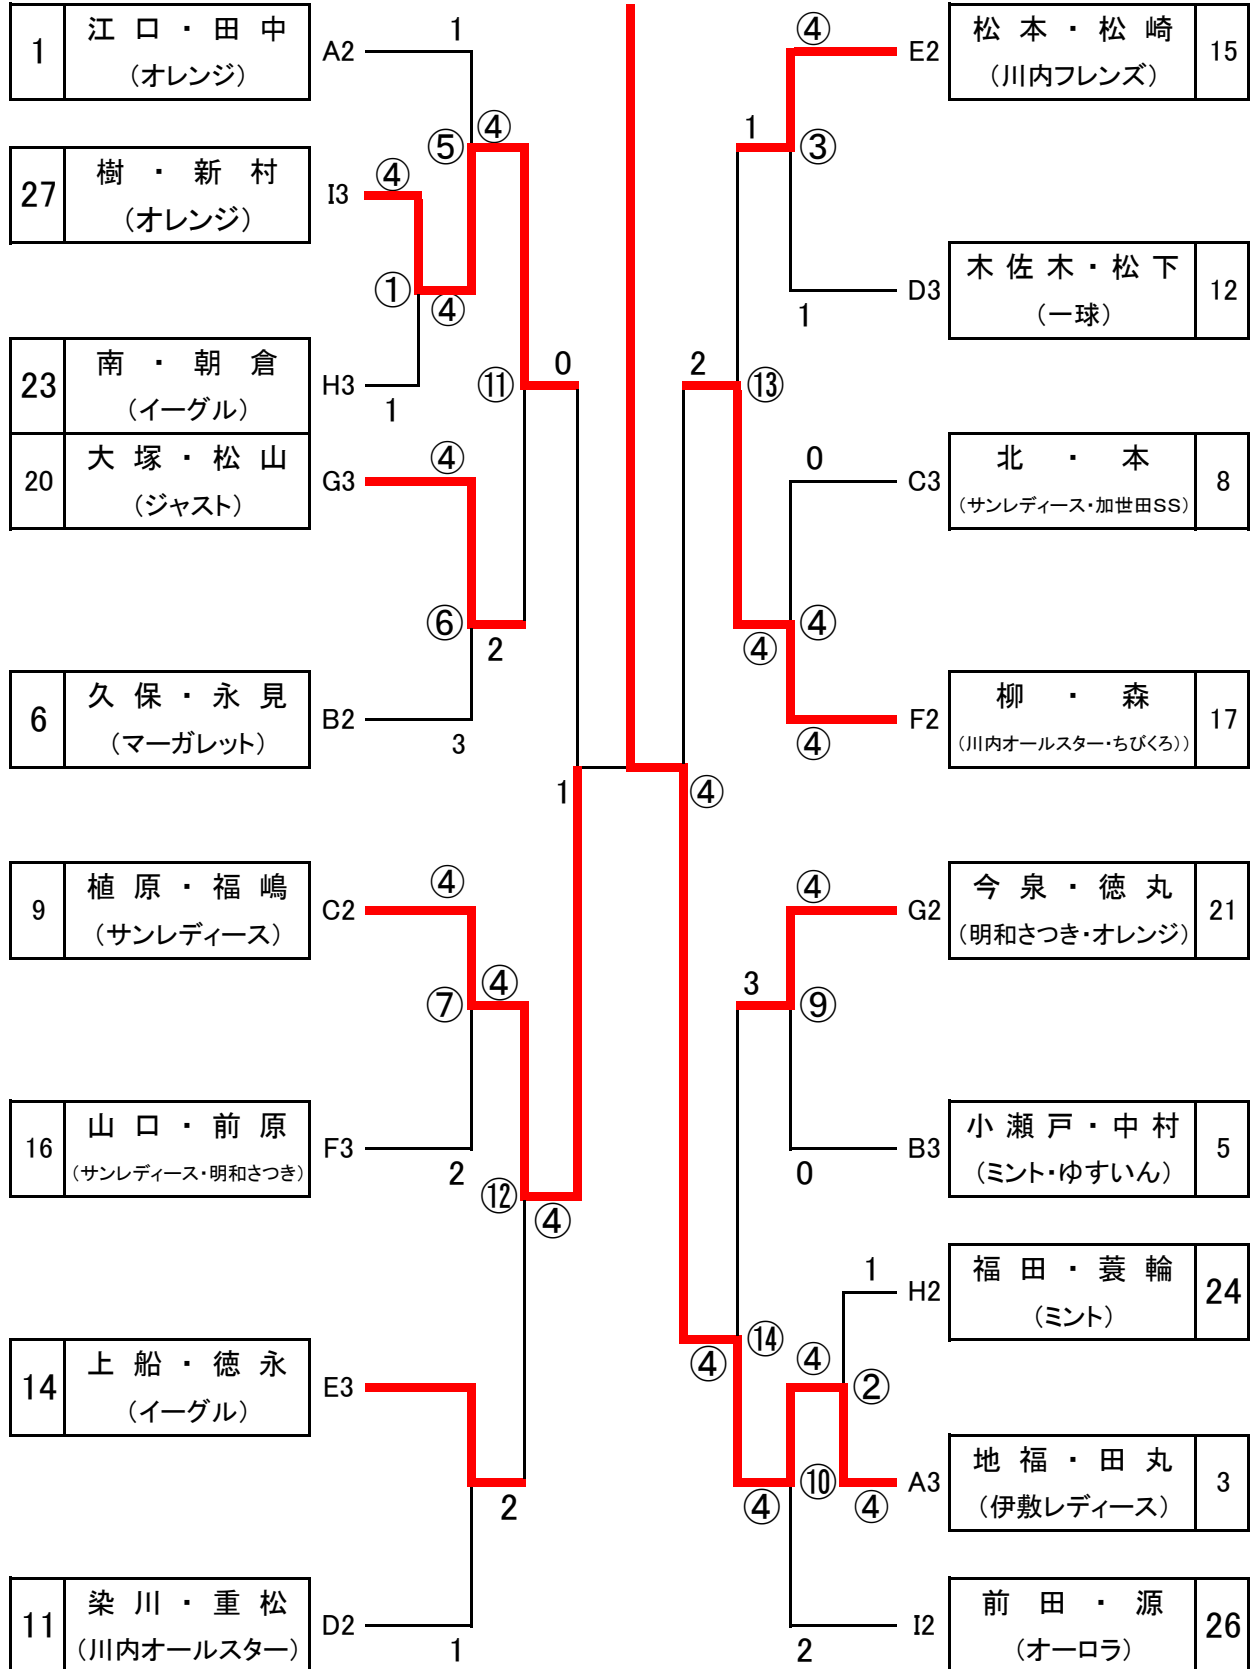 1
江口・田中
(オレンジ)
A2
1
27
樹・新村
(オレンジ)
I3
④
⑤
④
①
④
23
南・朝倉
(イーグル)
H3
1
⑪
0
20
大塚・松山
(ジャスト)
G3
④
⑥
2
6
久保・永見
(マーガレット)
B2
3
1
9
植原・福嶋
(サンレディース)
C2
④
⑦
④
16
山口・前原
(サンレディース・明和さつき)
F3
2
⑫
④
14
上船・徳永
(イーグル)
E3
2
11
染川・重松
(川内オールスター)
D2
1
④
E2
松本・松崎
(川内フレンズ)
15
1
③
D3
木佐木・松下
(一球)
12
1
2
⑬
0
C3
北・本
(サンレディース・加世田SS)
8
④
④
F2
柳・森
(川内オールスター・ちびくろ))
17
④
④
④
G2
今泉・徳丸
(明和さつき・オレンジ)
21
3
⑨
B3
小瀬戸・中村
(ミント・ゆすいん)
5
0
1
H2
福田・蓑輪
(ミント)
24
⑭
④
④
②
A3
地福・田丸
(伊敷レディース)
3
④
⑩
④
I2
前田・源
(オーロラ)
26
2